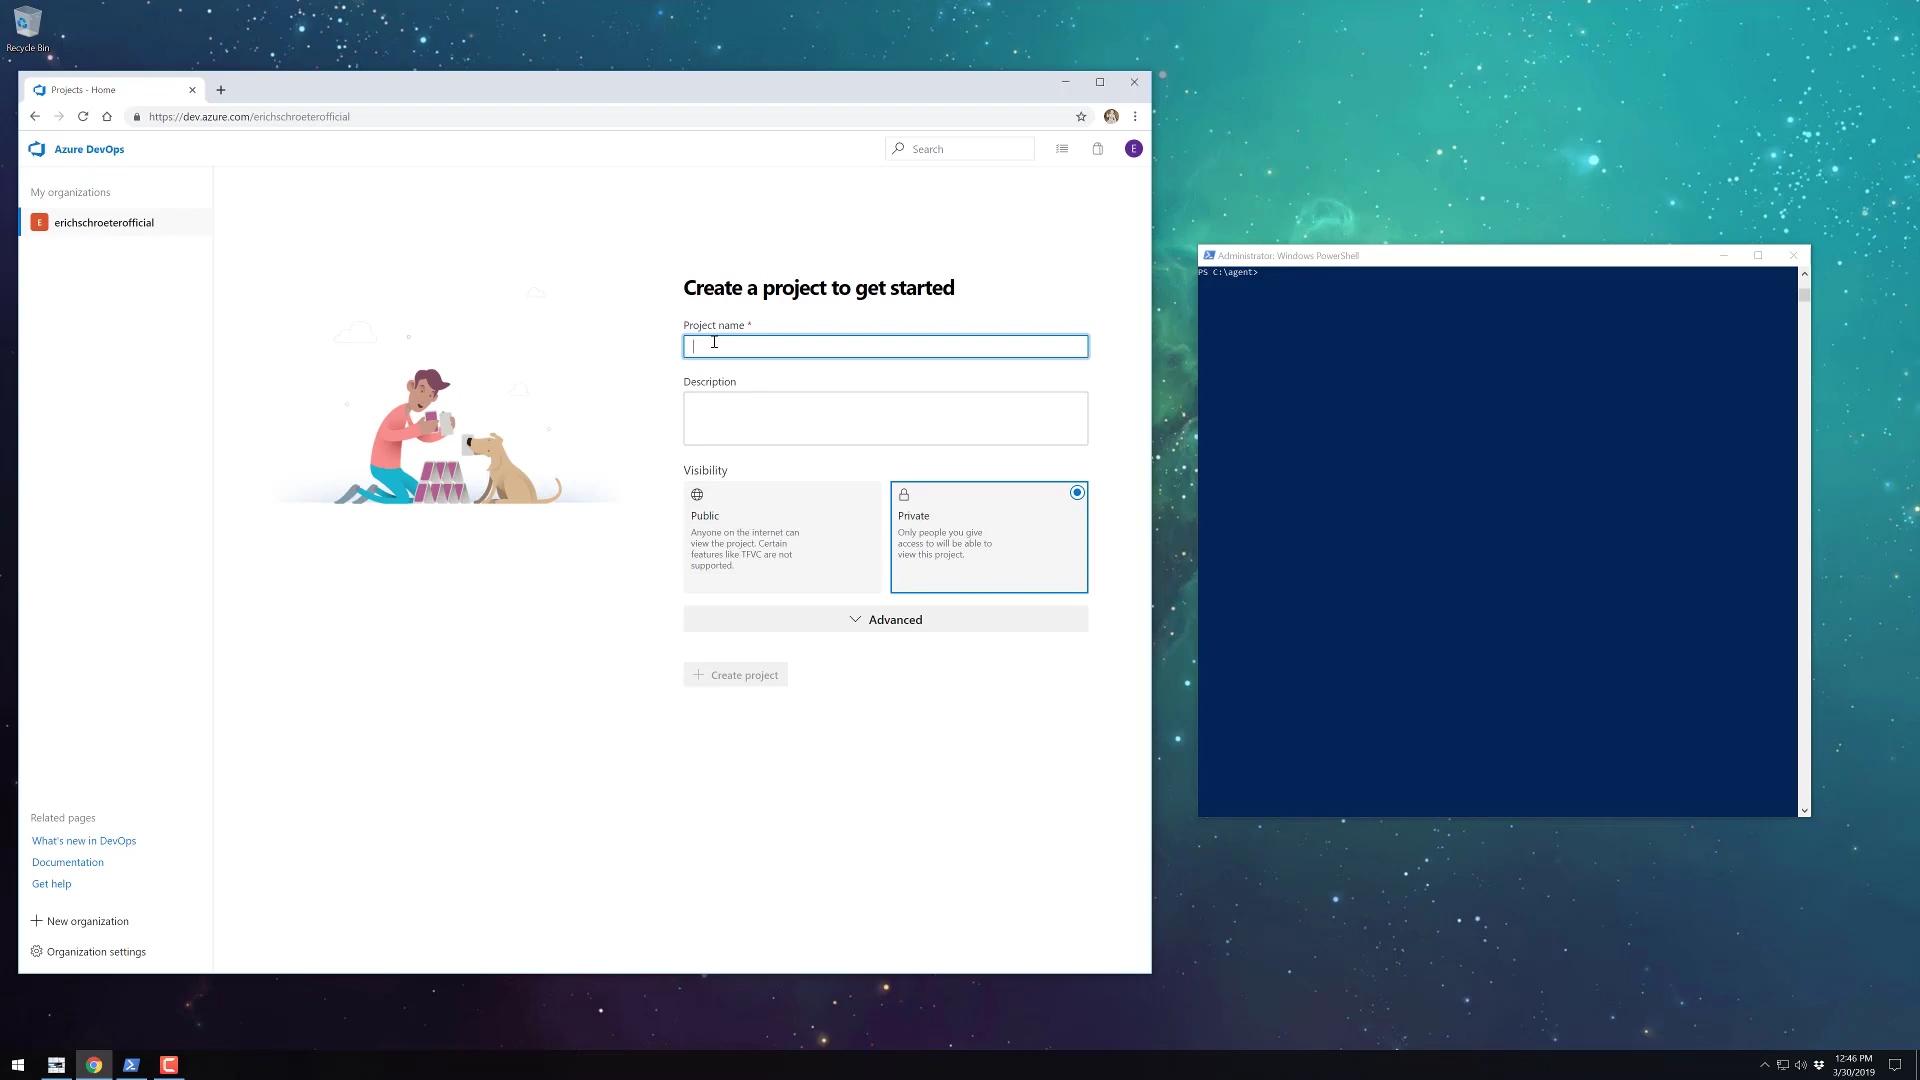 Recycle Bin
Projects - Home
https://dev.azure.com/erichschroeterofficial
Azure DevOps
Search
E
My organizations
E erichschroeterofficial
Create a project to get started
Project name *
Description
Visibility
Public
Anyone on the internet can
view the project. Certain
features like TFVC are not
supported.
Private
Only people you give
access to will be able to
view this project.
Advanced
+ Create project
Related pages
What's new in DevOps
Documentation
Get help
+ New organization
Organization settings
Administrator: Windows PowerShell
PS C:\agent>
12:46 PM
3/30/2019